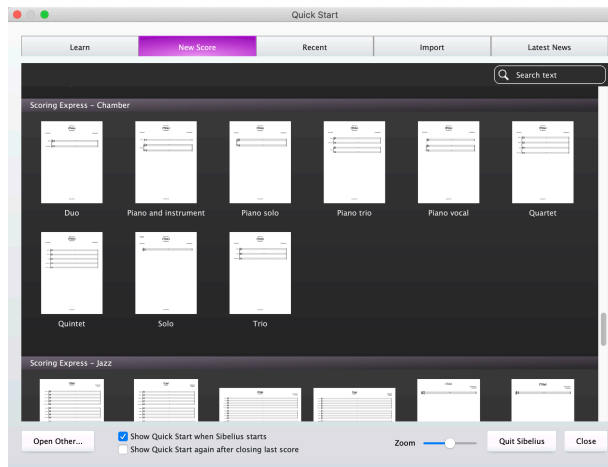 Quick Start
Learn
New Score
Recent
Import
Latest News
Search text
Scoring Express – Chamber
Duo
Piano and instrument
Piano solo
Piano trio
Piano vocal
Quartet
Quintet
Solo
Trio
Scoring Express – Jazz
Open Other...
Show Quick Start when Sibelius starts
Show Quick Start again after closing last score
Zoom
Quit Sibelius
Close